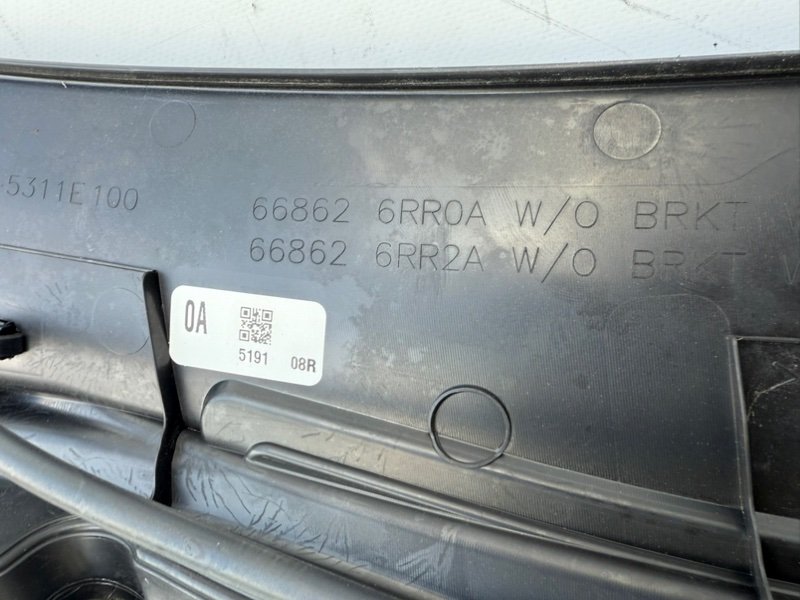 5311E100
66862 6RR0A W/O BRKT
66862 6RR2A W/O BRKT
0A
5191 08R